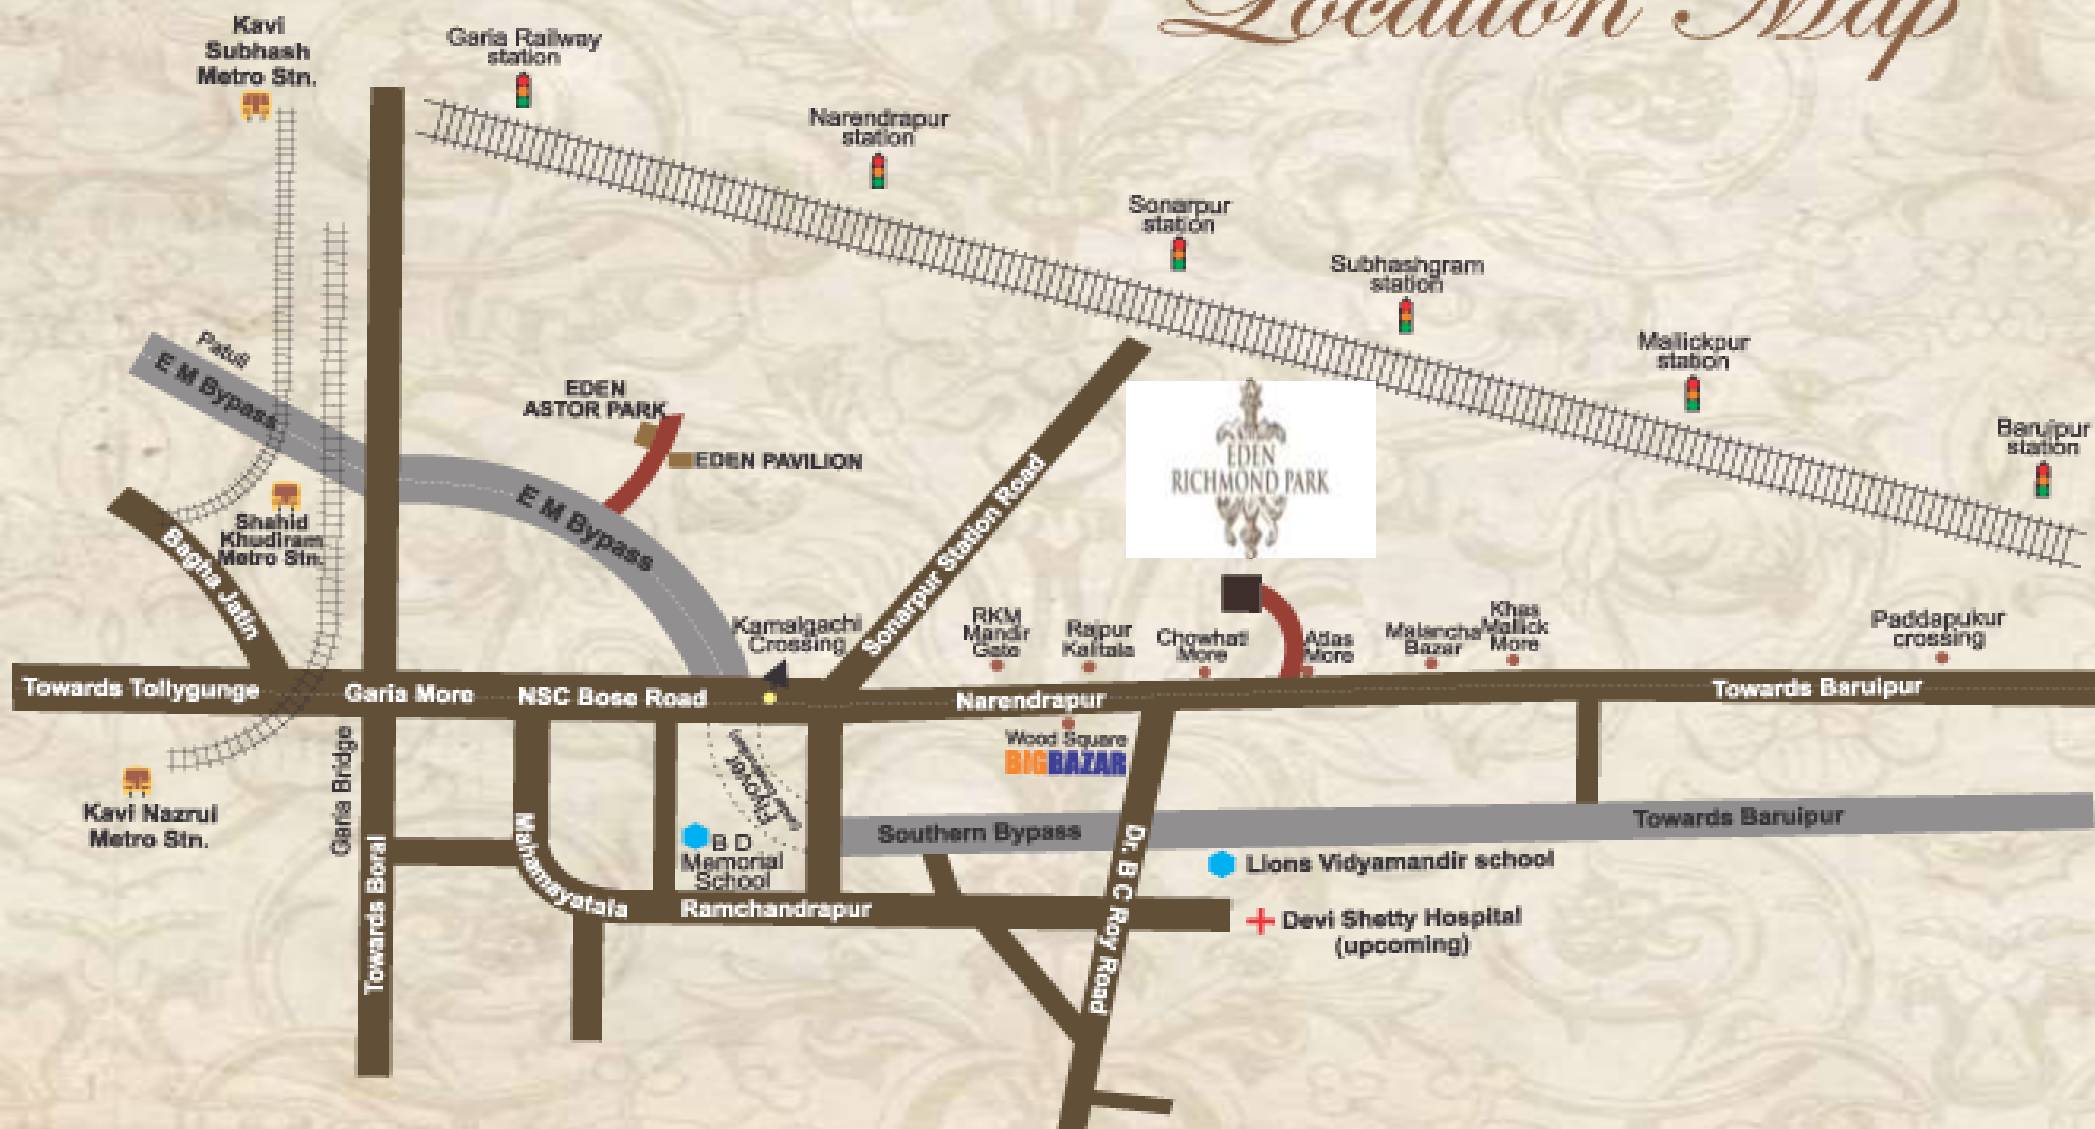 Location Map
Kavi
Subhash
Metro Stn.
Garia Railway
station
Narendrapur
station
Sonarpur
station
Subhashgram
station
Mallickpur
station
Baruipur
station
Patuli
E M Bypass
EDEN
ASTOR PARK
EDEN PAVILION
E M Bypass
EDEN
RICHMOND PARK
Shahid
Khudiram
Metro Stn.
Bagha Jatin
Sonarpur Station Road
Kamalgachi
Crossing
RKM
Mandir
Gate
Rajpur
Kalitala
Chowhati
More
Atlas
More
Malancha
Bazar
Khas
Mallick
More
Paddapukur
crossing
Towards Tollygunge
Garia More
NSC Bose Road
Narendrapur
Towards Baruipur
Wood Square
BIGBAZAR
Garia Bridge
Flyover
Kavi Nazrul
Metro Stn.
Towards Boral
Mahamayatala
B D
Memorial
School
Southern Bypass
Towards Baruipur
Dr. B C Roy Road
Lions Vidyamandir school
Ramchandrapur
Devi Shetty Hospital
(upcoming)